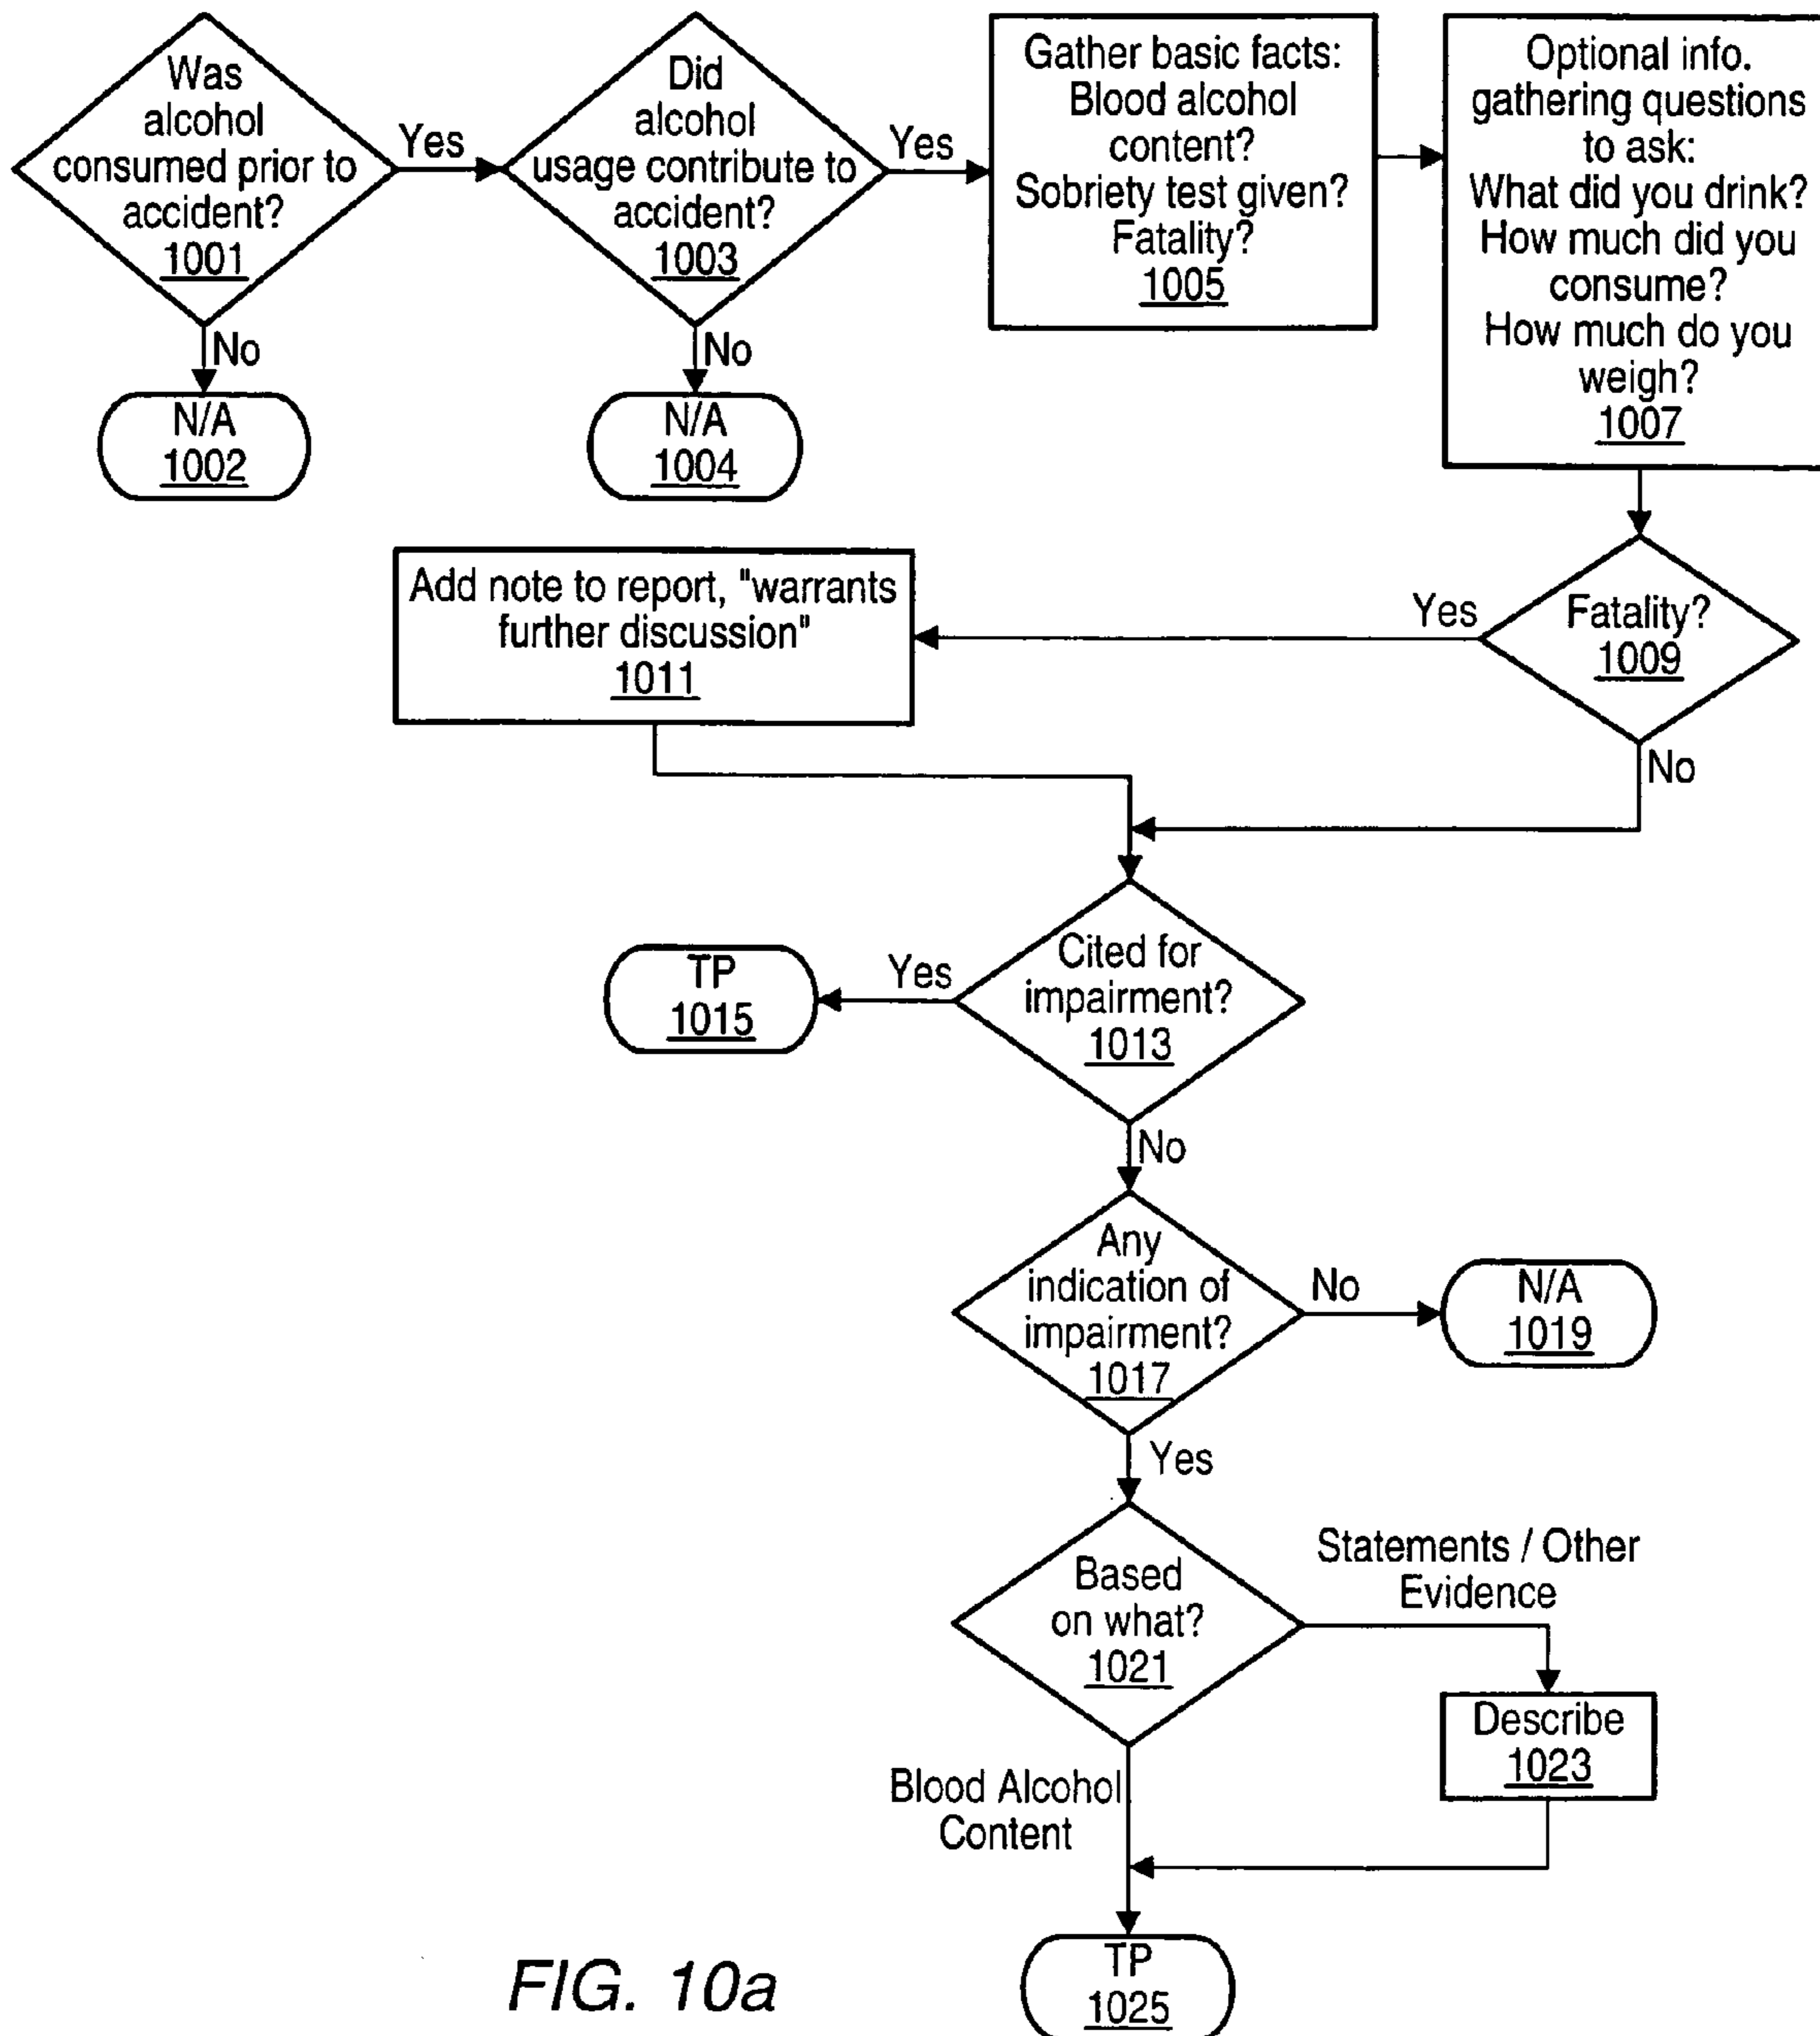 Was
alcohol
consumed prior to
accident?
1001
Yes
No
N/A
1002
Did
alcohol
usage contribute to
accident?
1003
Yes
No
N/A
1004
Gather basic facts:
Blood alcohol
content?
Sobriety test given?
Fatality?
1005
Optional info.
gathering questions
to ask:
What did you drink?
How much did you
consume?
How much do you
weigh?
1007
Fatality?
1009
Yes
No
Add note to report, "warrants
further discussion"
1011
Cited for
impairment?
1013
Yes
TP
1015
No
Any
indication of
impairment?
1017
No
N/A
1019
Yes
Based
on what?
1021
Statements / Other
Evidence
Describe
1023
Blood Alcohol
Content
TP
1025
FIG. 10a